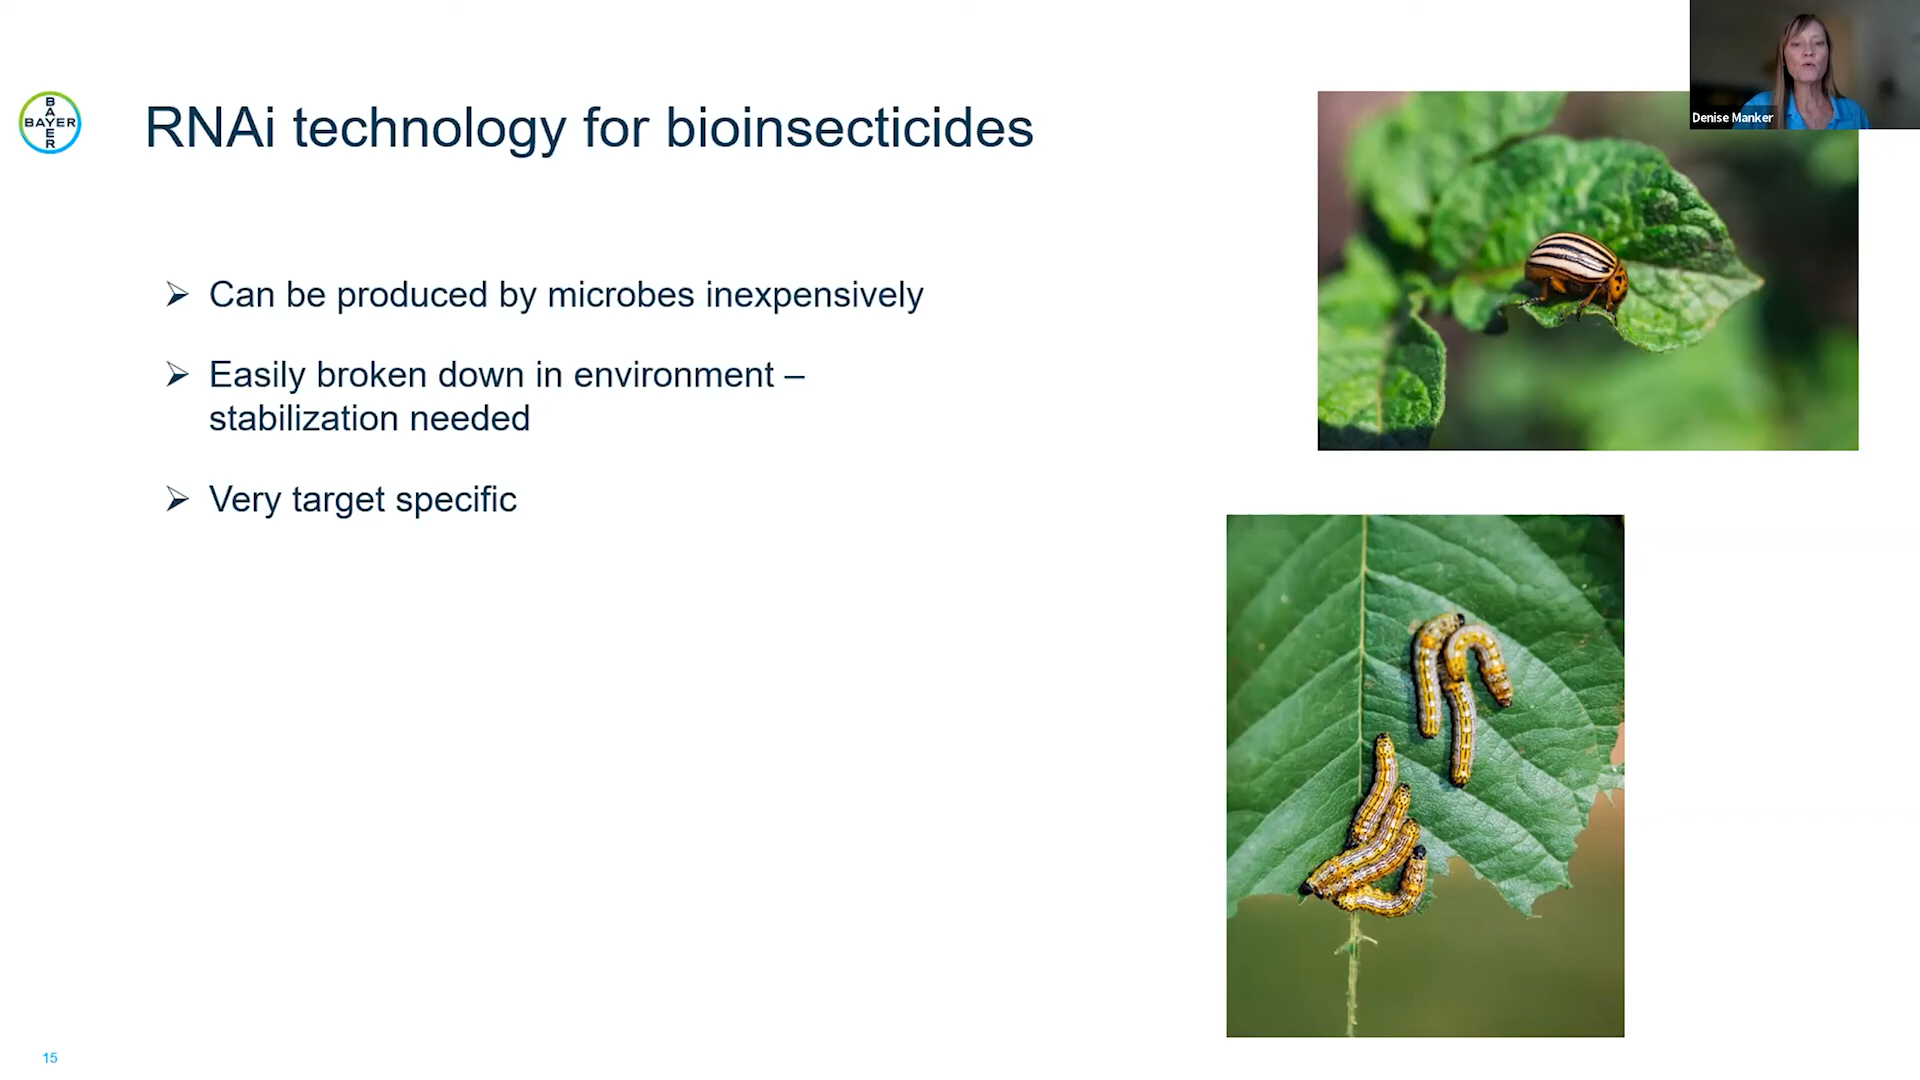 BAYER
BAYER
RNAi technology for bioinsecticides
Denise Manker
➢ Can be produced by microbes inexpensively
➢ Easily broken down in environment –
stabilization needed
➢ Very target specific
15